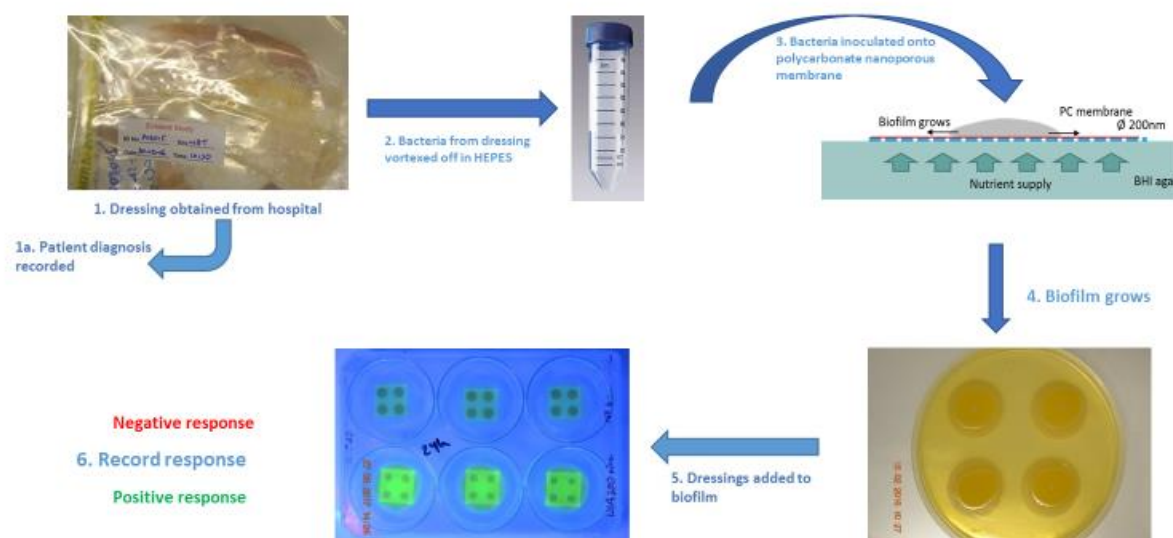 1. Dressing obtained from hospital
1a. Patient diagnosis
recorded
2. Bacteria from dressing
vortexed off in HEPES
3. Bacteria inoculated onto
polycarbonate nanoporous
membrane
Biofilm grows
PC membrane
Ø 200nm
Nutrient supply
BHI aga
4. Biofilm grows
5. Dressings added to
biofilm
24h
Negative response
6. Record response
Positive response